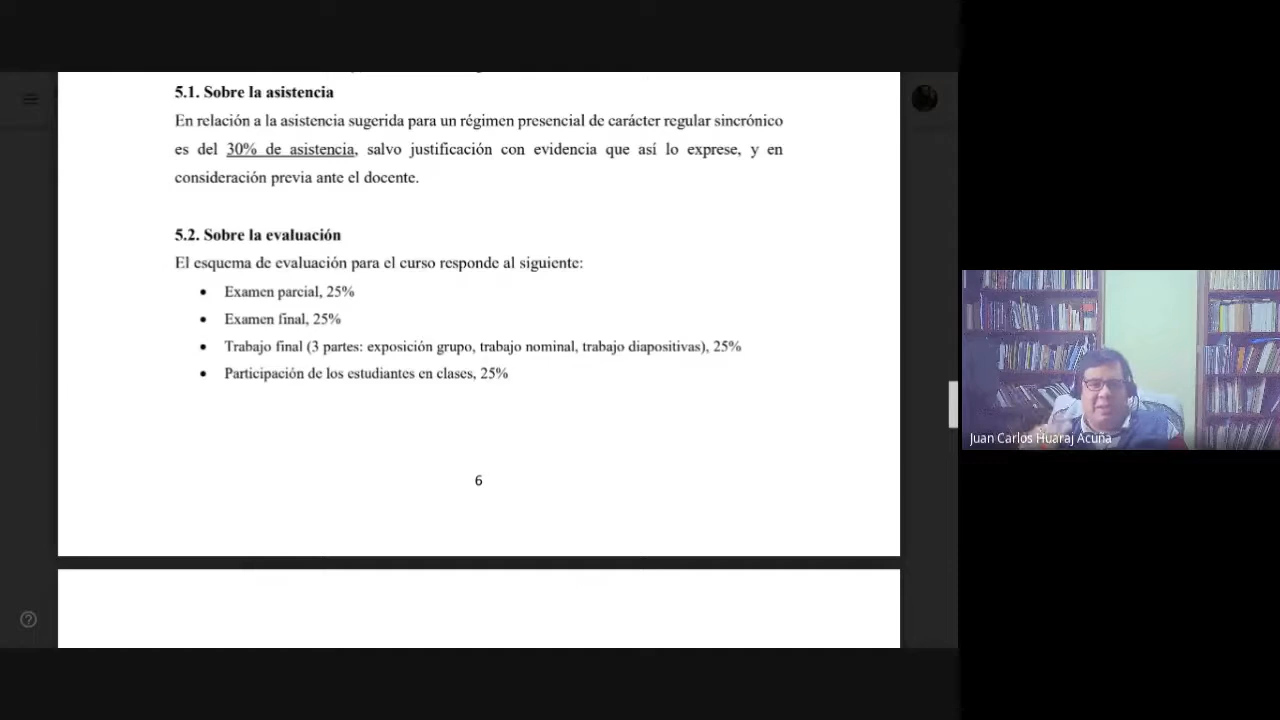 5.1. Sobre la asistencia
En relación a la asistencia sugerida para un régimen presencial de carácter regular sincrónico
es del 30% de asistencia, salvo justificación con evidencia que así lo exprese, y en
consideración previa ante el docente.
5.2. Sobre la evaluación
El esquema de evaluación para el curso responde al siguiente:
• Examen parcial, 25%
• Examen final, 25%
• Trabajo final (3 partes: exposición grupo, trabajo nominal, trabajo diapositivas), 25%
• Participación de los estudiantes en clases, 25%
6
Juan Carlos Huaraj Acuña